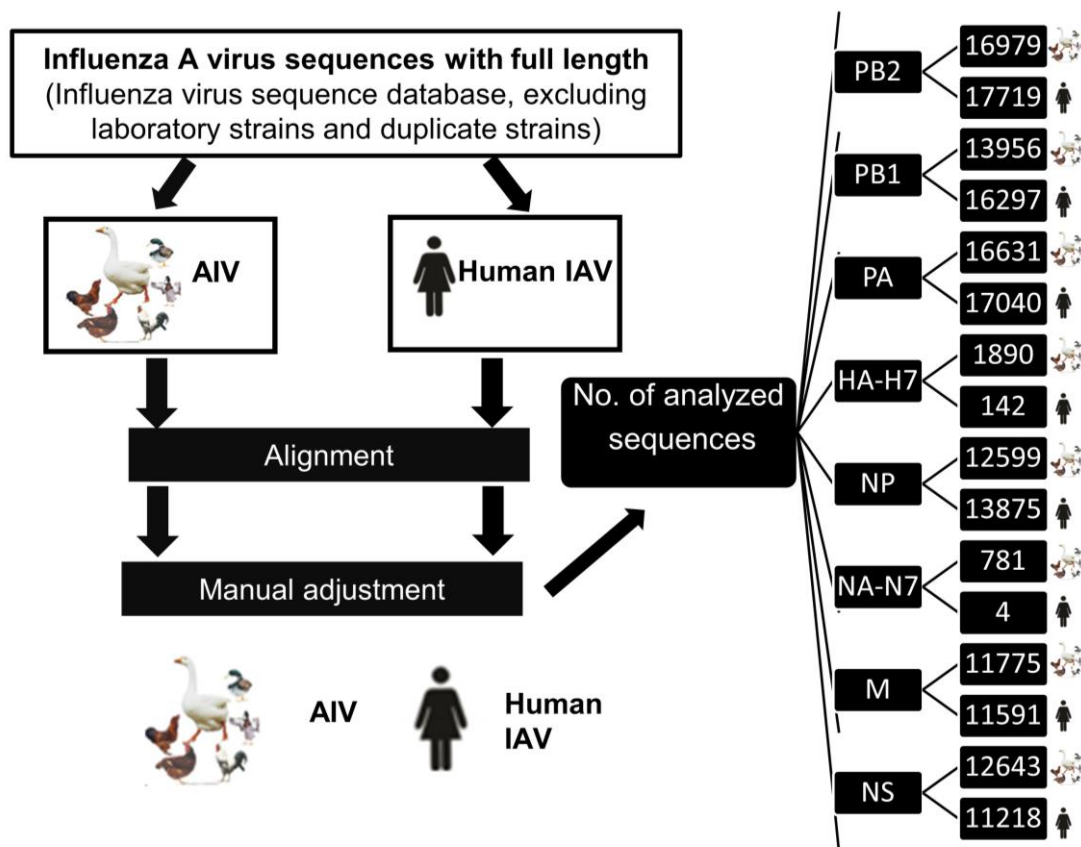 Influenza A virus sequences with full length
(Influenza virus sequence database, excluding
laboratory strains and duplicate strains)
AIV
Human IAV
Alignment
Manual adjustment
AIV
Human
IAV
No. of analyzed
sequences
PB2
16979
17719
PB1
13956
16297
PA
16631
17040
HA-H7
1890
142
NP
12599
13875
NA-N7
781
4
M
11775
11591
NS
12643
11218